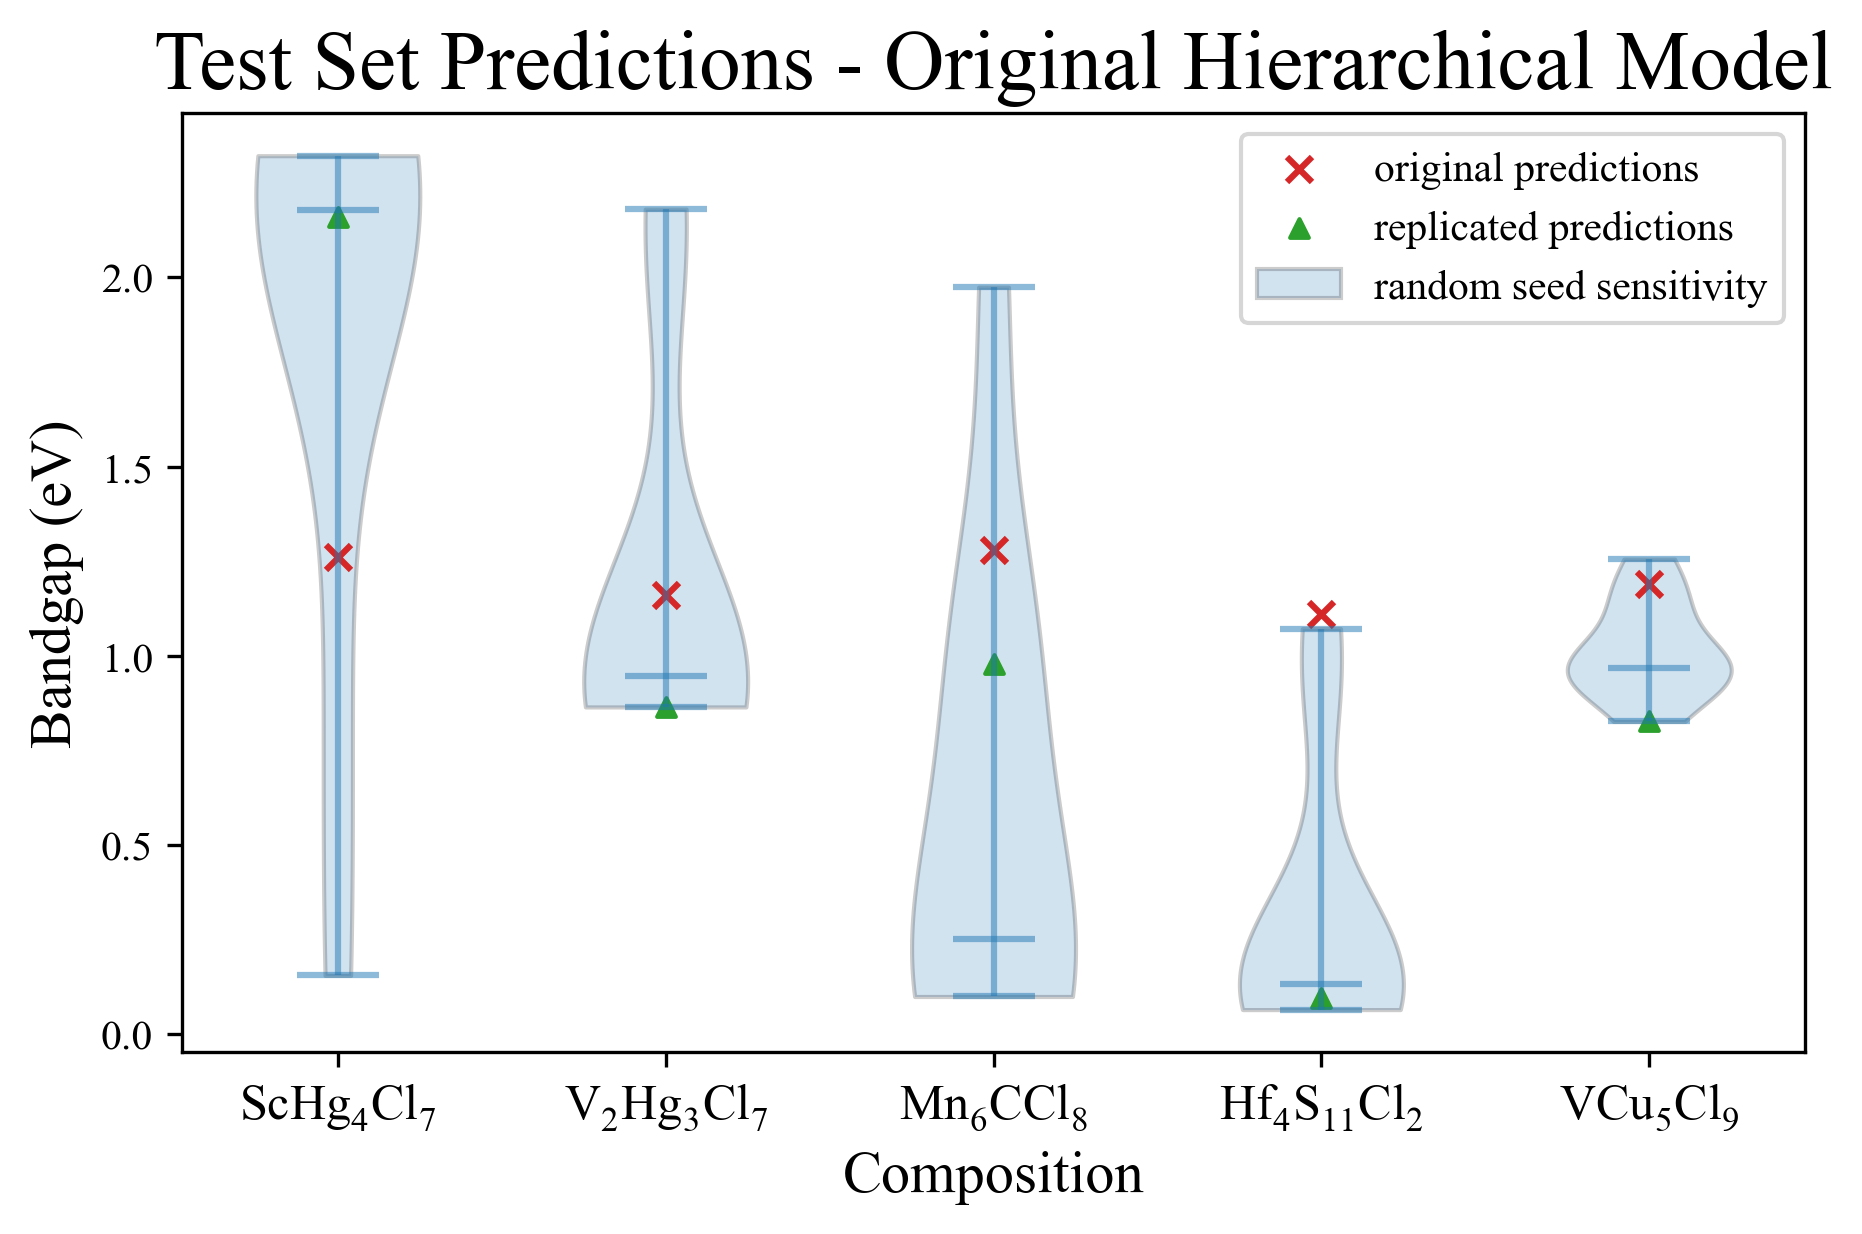 Test Set Predictions - Original Hierarchical Model
original predictions
replicated predictions
random seed sensitivity
Bandgap (eV)
2.0
1.5
1.0
0.5
0.0
ScHg₄Cl₇ V₂Hg₃Cl₇ Mn₆CCl₈ Hf₄S₁₁Cl₂ VCu₅Cl₉
Composition